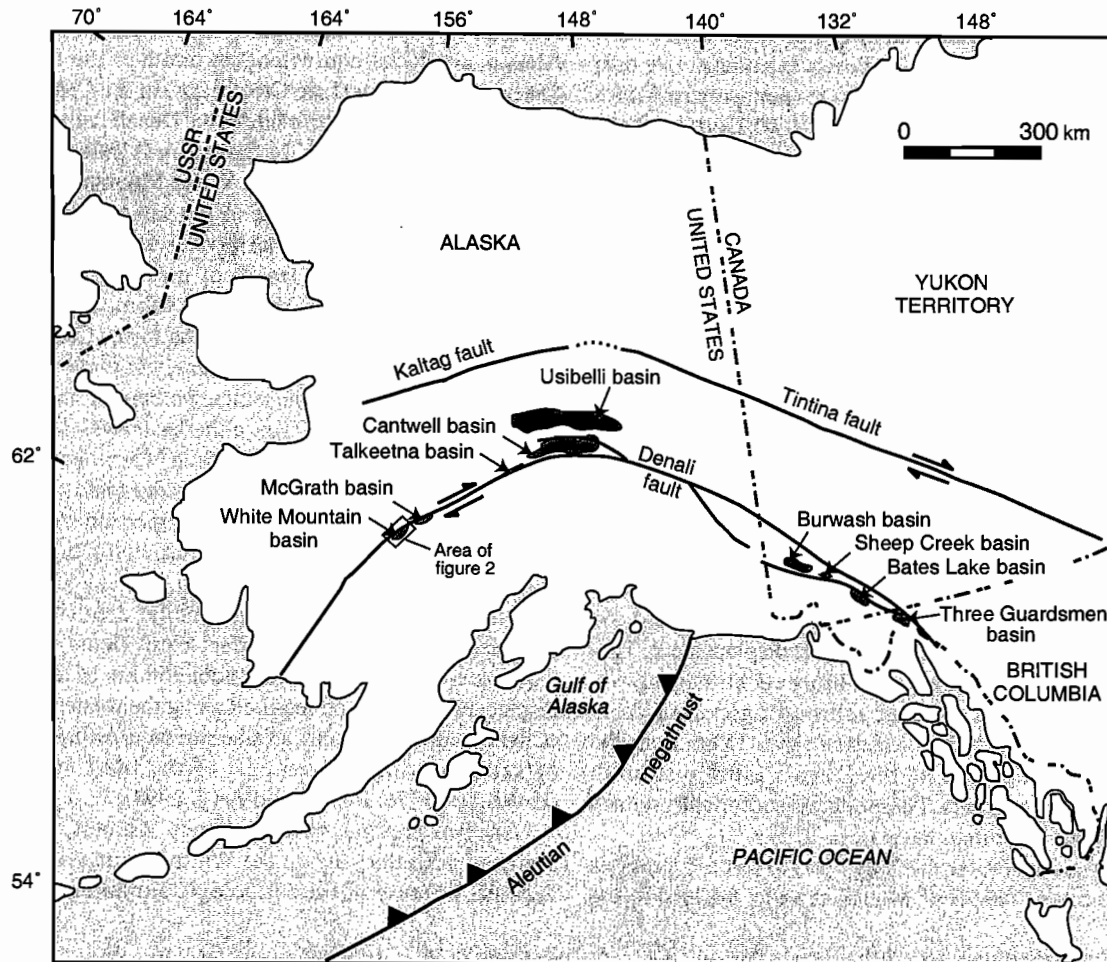 70° 164° 164° 156° 148° 140° 132° 148°
0 300 km
USSR
UNITED STATES
ALASKA
CANADA
UNITED STATES
YUKON
TERRITORY
Kaltag fault
Usibelli basin
Tintina fault
Cantwell basin
62°
Talkeetna basin
Denali
fault
McGrath basin
White Mountain
basin
Area of
figure 2
Burwash basin
Sheep Creek basin
Bates Lake basin
Three Guardsmen
basin
BRITISH
COLUMBIA
Gulf of
Alaska
Aleutian
megathrust
PACIFIC OCEAN
54°